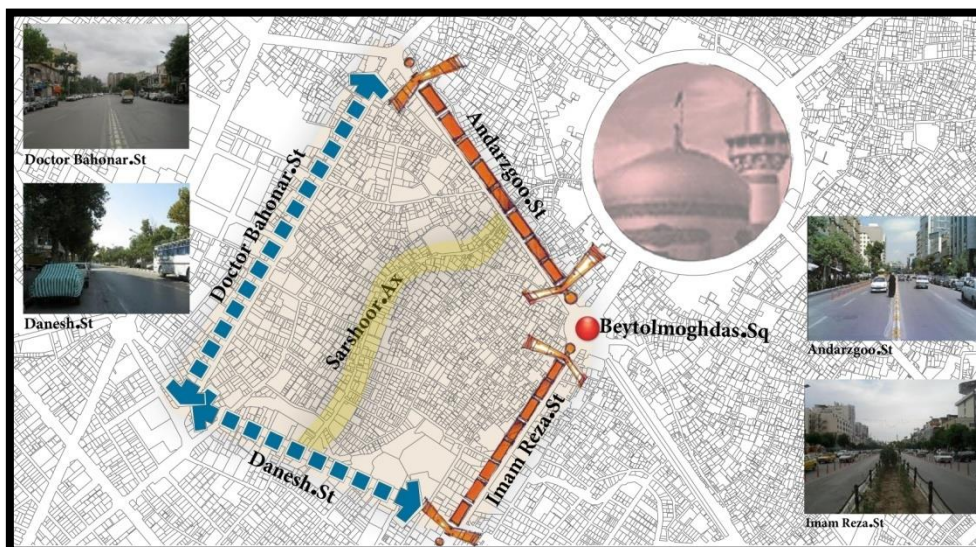 Doctor Bahonar.St
Danesh.St
Doctor Bahonar.St
Andarzgoo.St
Sarshoor.Ax
Beytolmoghdas.Sq
Imam Reza.St
Danesh.St
Andarzgoo.St
Imam Reza.St